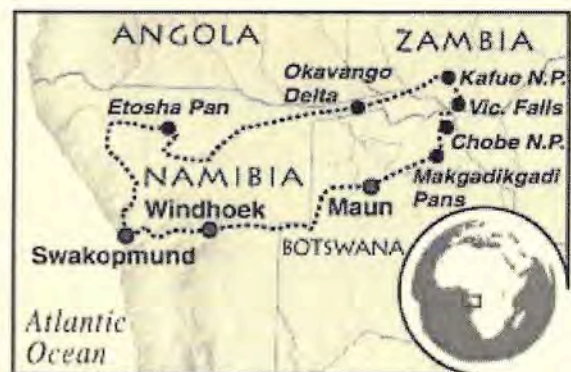 ANGOLA
ZAMBIA
Okavango
Delta
Kafue N.P.
Etosha Pan
Vic. Falls
Chobe N.P.
NAMIBIA
Makgadikgadi
Pans
Windhoek
Maun
Swakopmund
BOTSWANA
Atlantic
Ocean